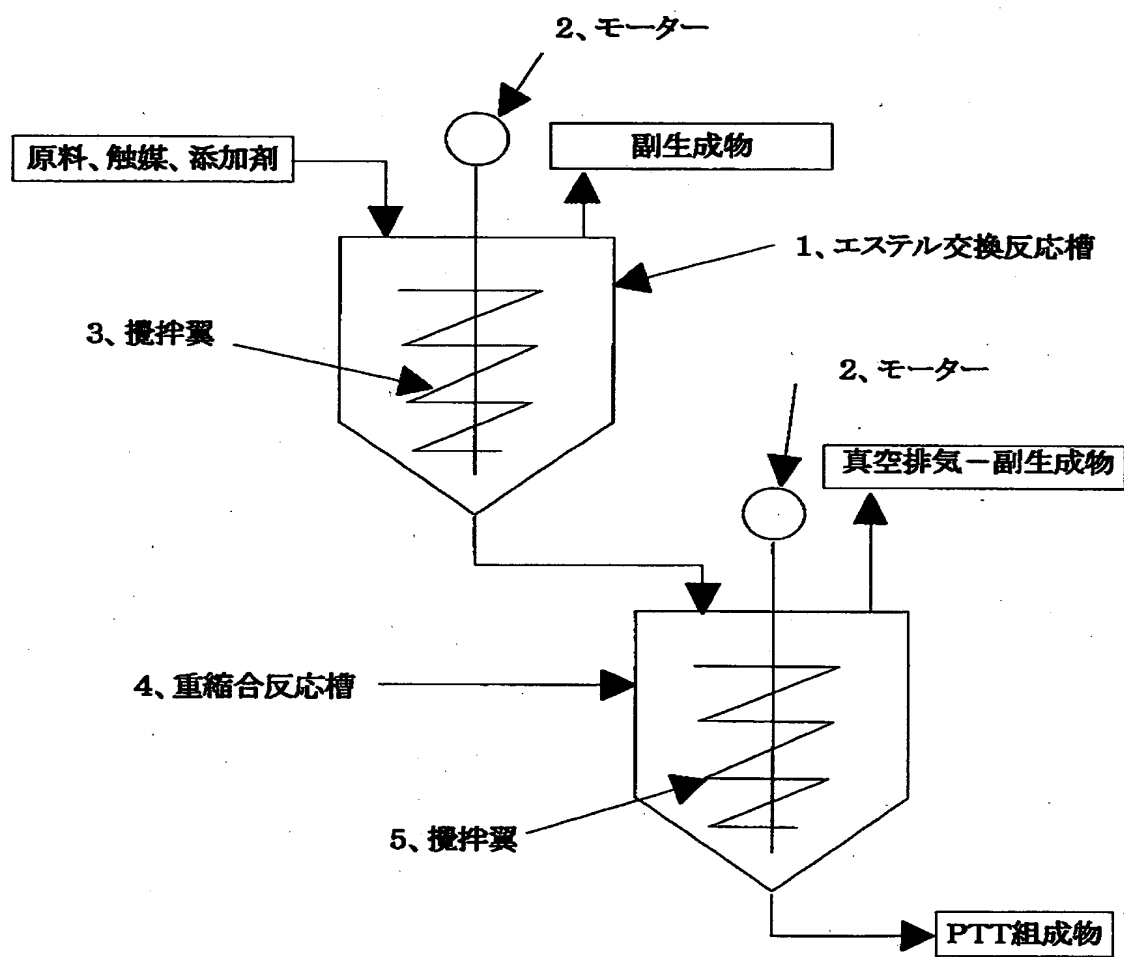 2、モーター
原料、触媒、添加剤
副生成物
1、エステル交換反応槽
3、攪拌翼
2、モーター
真空排気－副生成物
4、重縮合反応槽
5、攪拌翼
PTT組成物